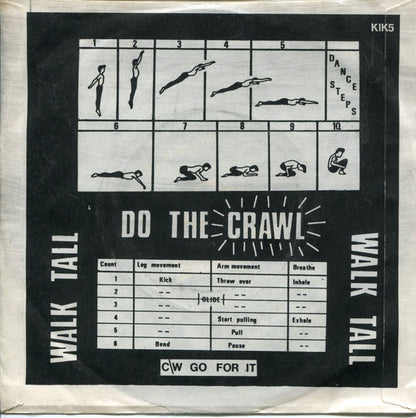 KIK5
1 2 3 4 5
DANCE STEPS
6 7 8 9 10
DO THE CRAWL
WALK TALL
WALK TALL
Count Leg movement Arm movement Breathe
1 Kick Throw over Inhale
2 -- -- --
GLIDE
3 -- -- --
4 -- Start pulling Exhale
5 -- Pull --
6 Bend Pause
C/W GO FOR IT